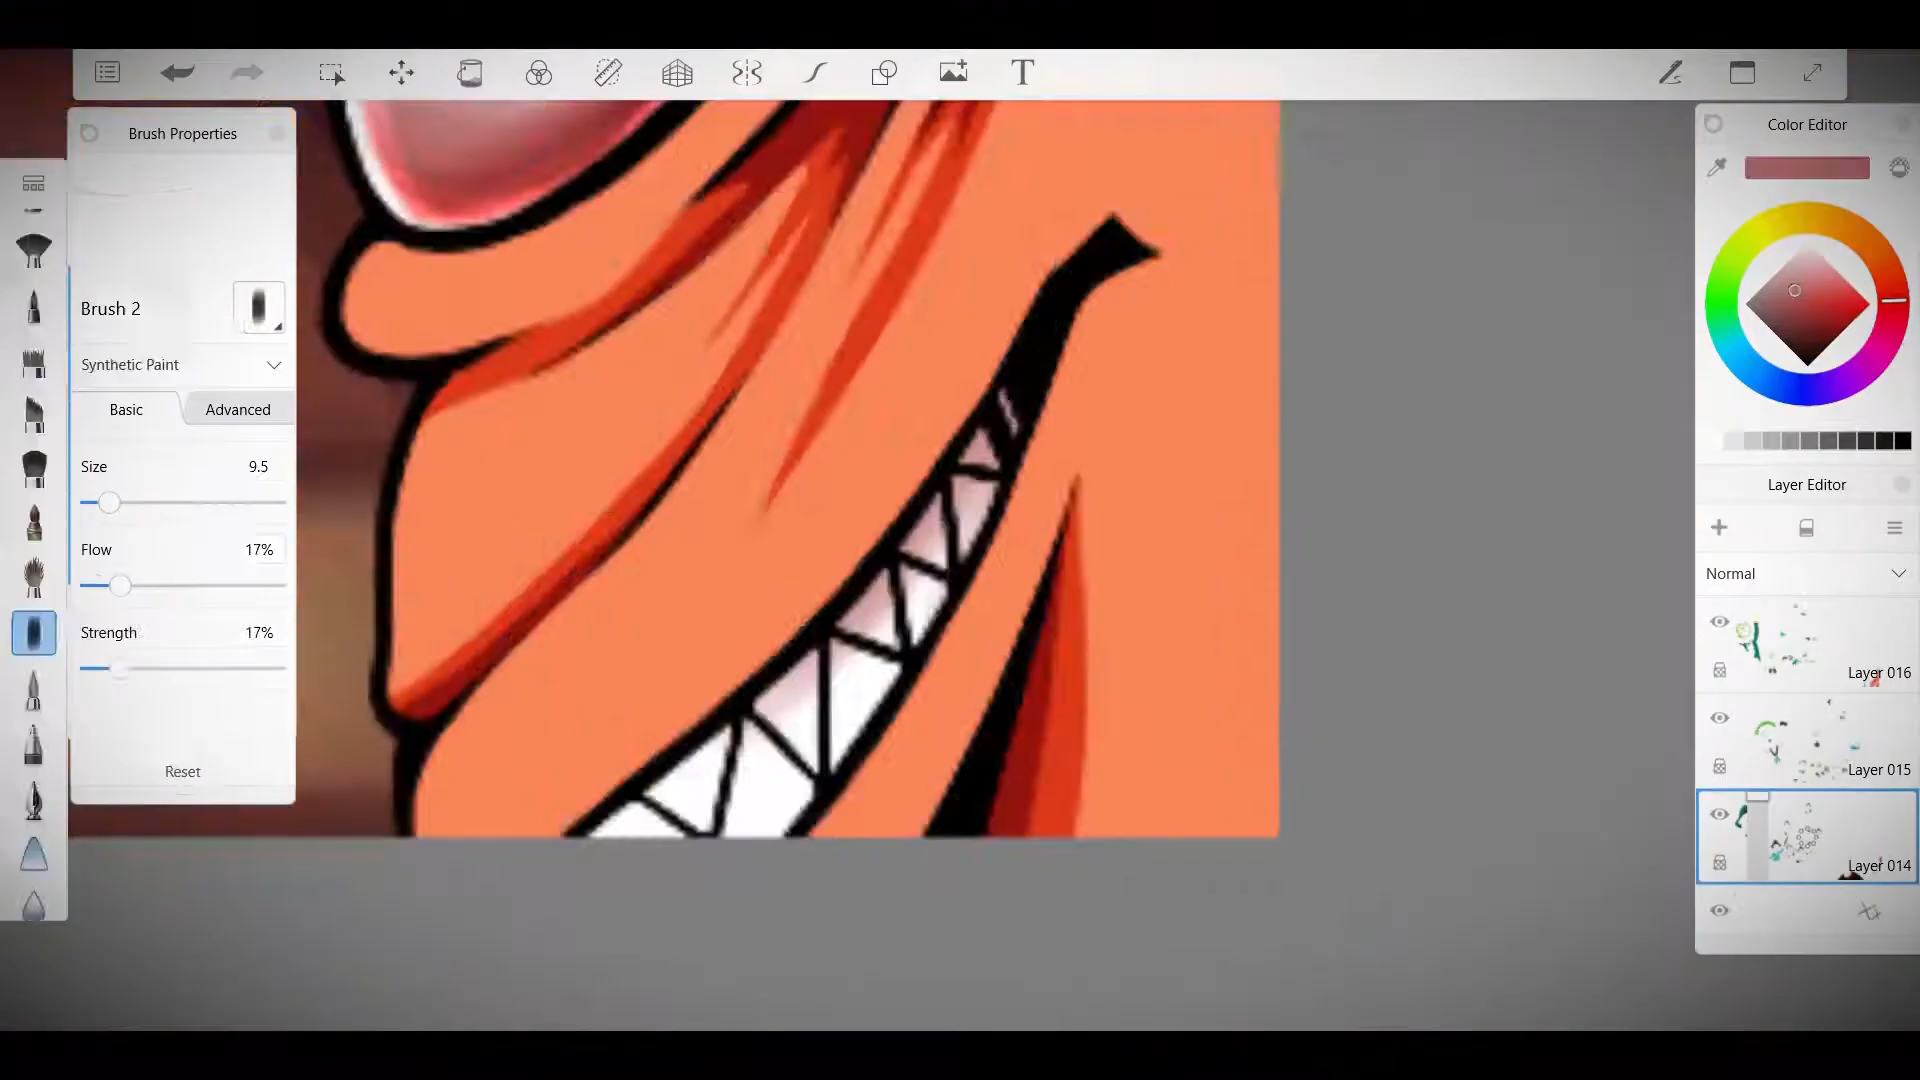 T
Brush Properties
Brush 2
Synthetic Paint
Basic
Advanced
Size
9.5
Flow
17%
Strength
17%
Reset
Color Editor
Layer Editor
Normal
Layer 016
Layer 015
Layer 014